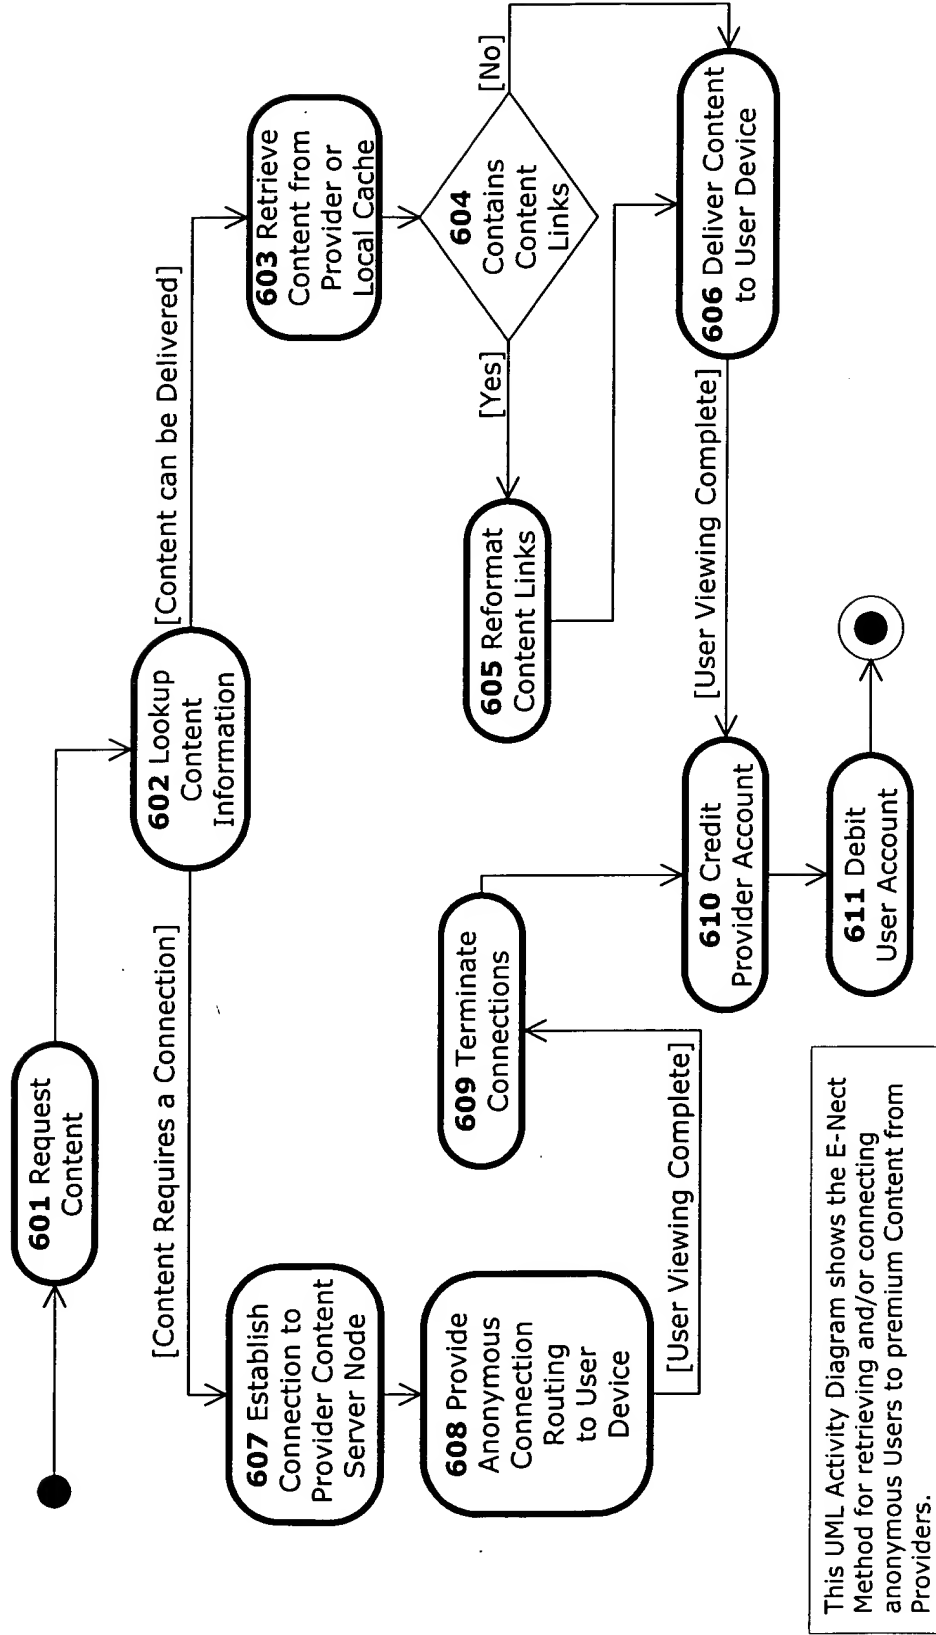 601 Request
Content
602 Lookup
Content
Information
[Content Requires a Connection]
[Content can be Delivered]
607 Establish
Connection to
Provider Content
Server Node
603 Retrieve
Content from
Provider or
Local Cache
608 Provide
Anonymous
Connection
Routing
to User
Device
604
Contains
Content
Links
[Yes]
[No]
605 Reformat
Content Links
609 Terminate
Connections
[User Viewing Complete]
606 Deliver Content
to User Device
[User Viewing Complete]
610 Credit
Provider Account
611 Debit
User Account
This UML Activity Diagram shows the E-Nect
Method for retrieving and/or connecting
anonymous Users to premium Content from
Providers.